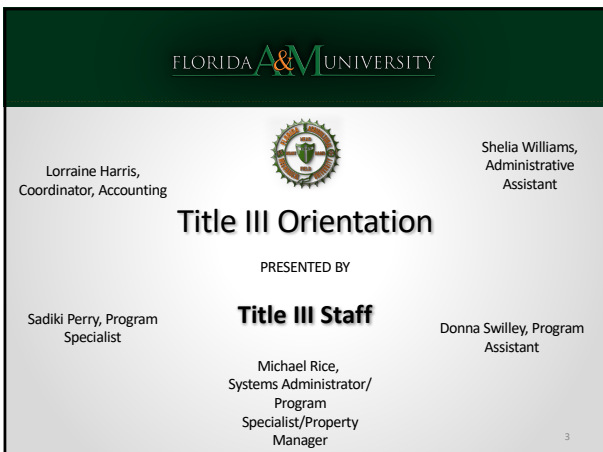 FLORIDA A&M UNIVERSITY
Lorraine Harris,
Coordinator, Accounting
Shelia Williams,
Administrative
Assistant
Title III Orientation
PRESENTED BY
Title III Staff
Sadiki Perry, Program
Specialist
Donna Swilley, Program
Assistant
Michael Rice,
Systems Administrator/
Program
Specialist/Property
Manager
3